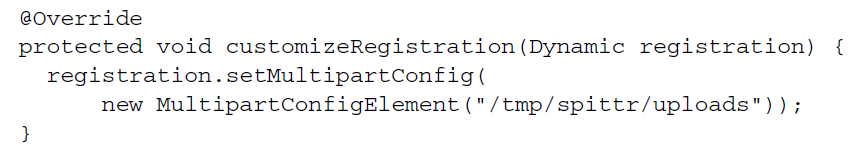 @Override
protected void customizeRegistration(Dynamic registration) {
  registration.setMultipartConfig(
      new MultipartConfigElement("/tmp/spittr/uploads"));
}